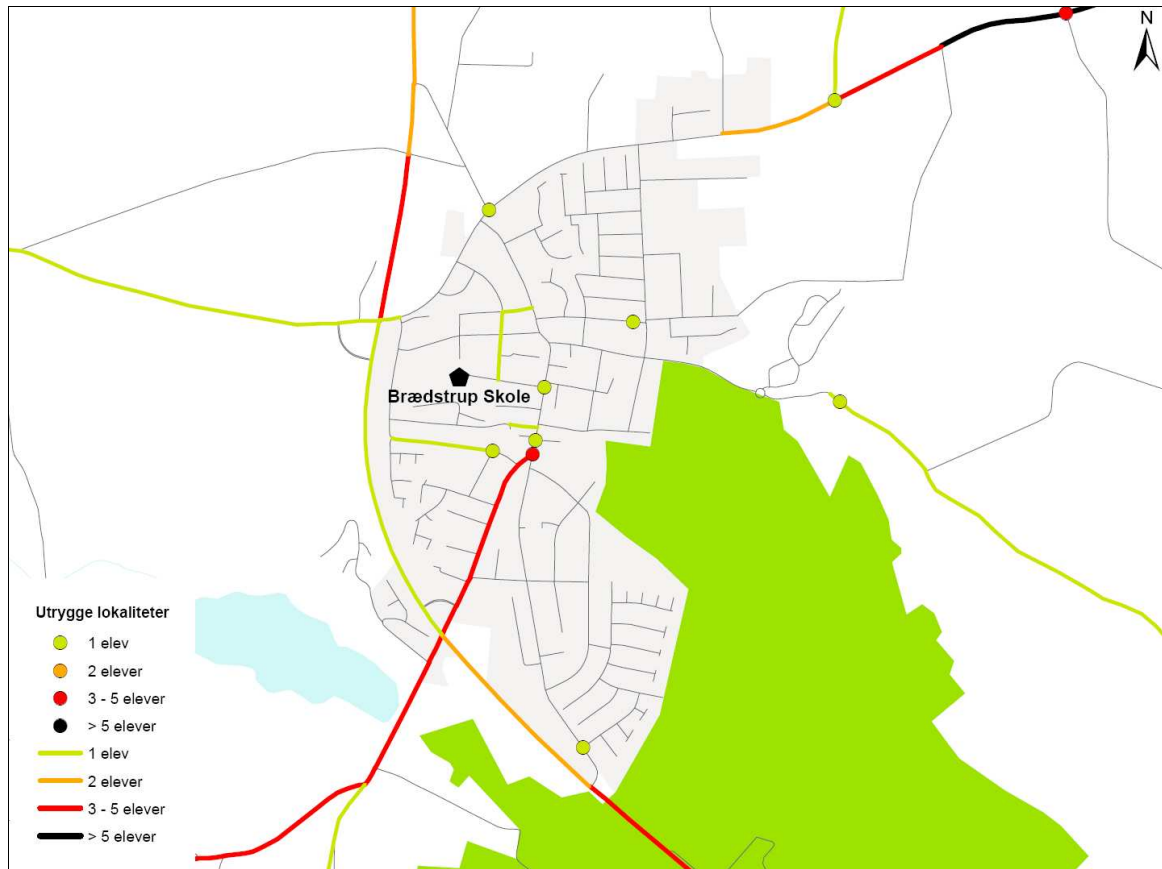 N
Brædstrup Skole
Utrygge lokaliteter
1 elev
2 elever
3 - 5 elever
> 5 elever
1 elev
2 elever
3 - 5 elever
> 5 elever